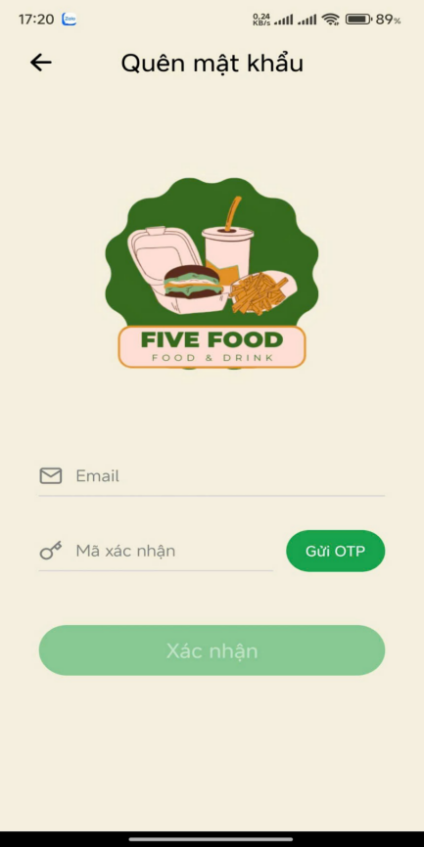 17:20 Zalo 0,24 KB/s 89%
Quên mật khẩu
FIVE FOOD
FOOD & DRINK
Email
Mã xác nhận
Gửi OTP
Xác nhận